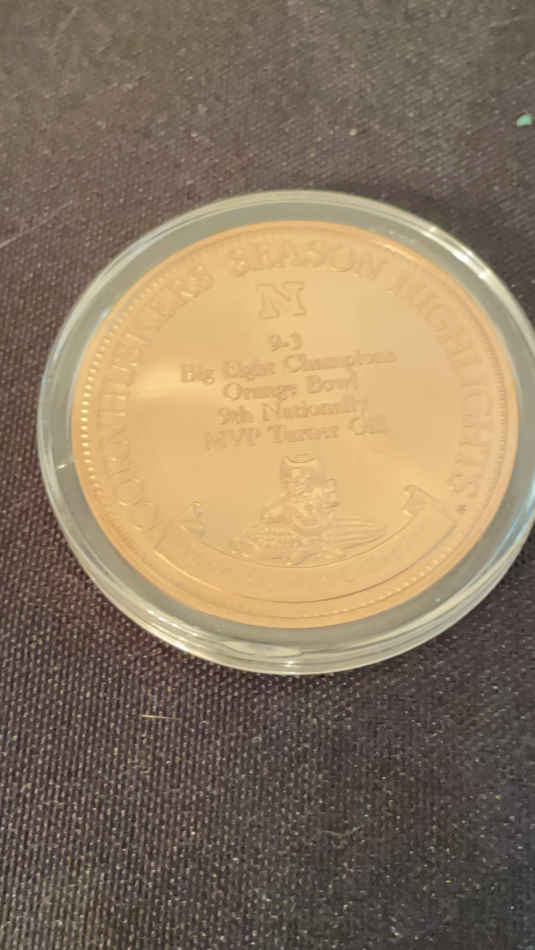 CORNHUSKERS SEASON HIGHLIGHTS
N
9-3
Big Eight Champions
Orange Bowl
9th Nationally
MVP Turner Gill